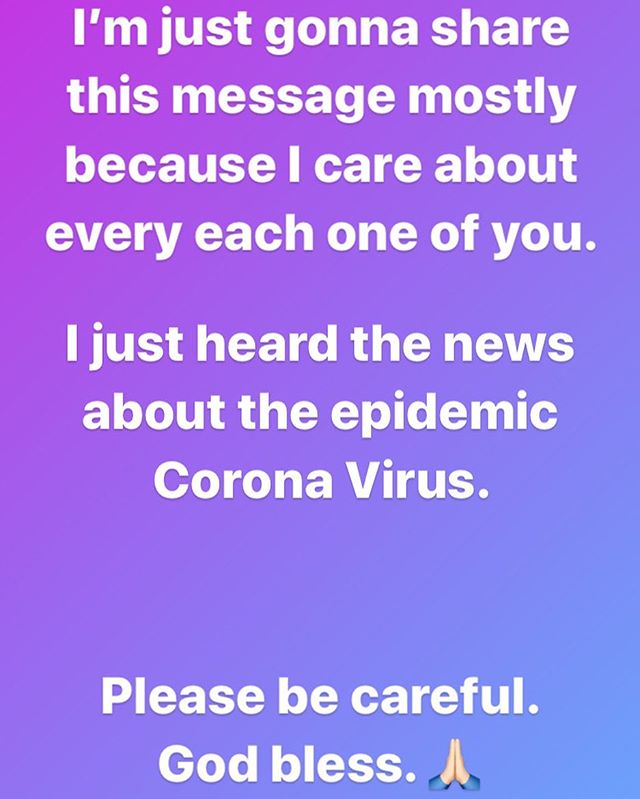 I’m just gonna share
this message mostly
because I care about
every each one of you.
I just heard the news
about the epidemic
Corona Virus.
Please be careful.
God bless. 🙏🏻